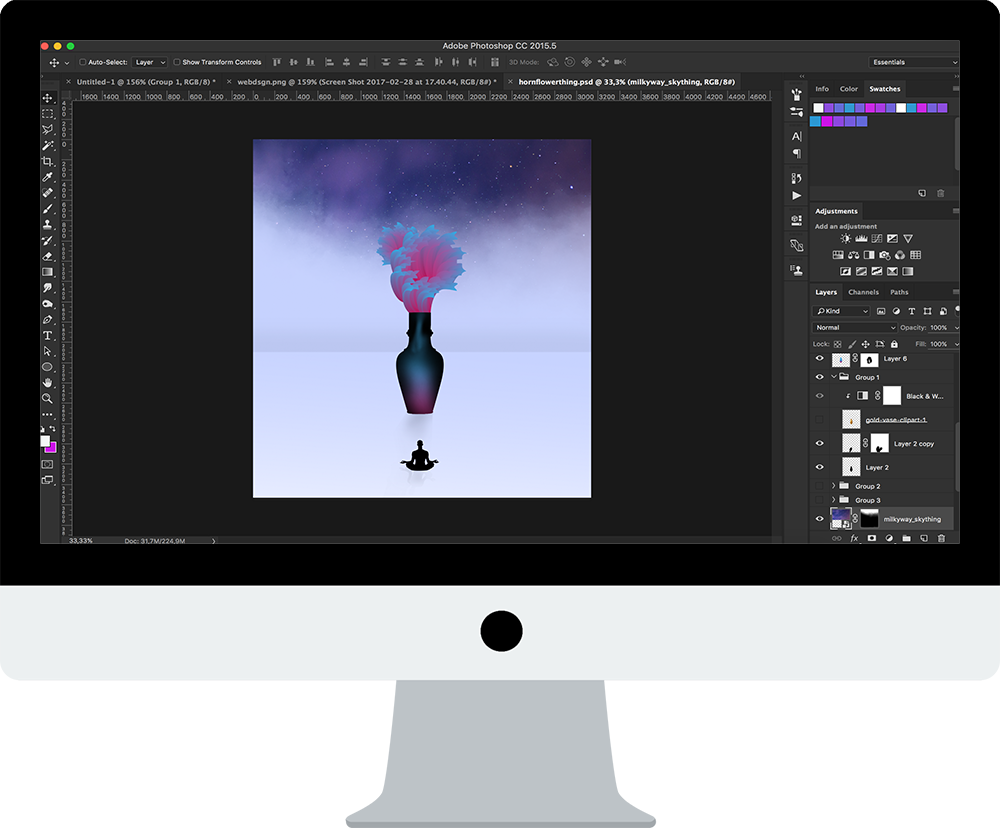 Adobe Photoshop CC 2015.5
Auto-Select: Layer Show Transform Controls 3D Mode: Essentials
× Untitled-1 @ 156% (Group 1, RGB/8) * × webdsgn.png @ 159% (Screen Shot 2017-02-28 at 17.40.44, RGB/8#) * × hornflowerthing.psd @ 33,3% (milkyway_skything, RGB/8#)
1600 1400 1200 1000 800 600 400 200 0 200 400 600 800 1000 1200 1400 1600 1800 2000 2200 2400 2600 2800 3000 3200 3400 3600 3800 4000 4200 4400 4600
Info Color Swatches
Adjustments
Add an adjustment
Layers Channels Paths
Kind
Normal Opacity: 100%
Lock: Fill: 100%
Layer 6
Group 1
Black & W...
gold-vase-clipart-1
Layer 2 copy
Layer 2
Group 2
Group 3
milkyway_skything
fx
33,33% Doc: 31,7M/224,9M